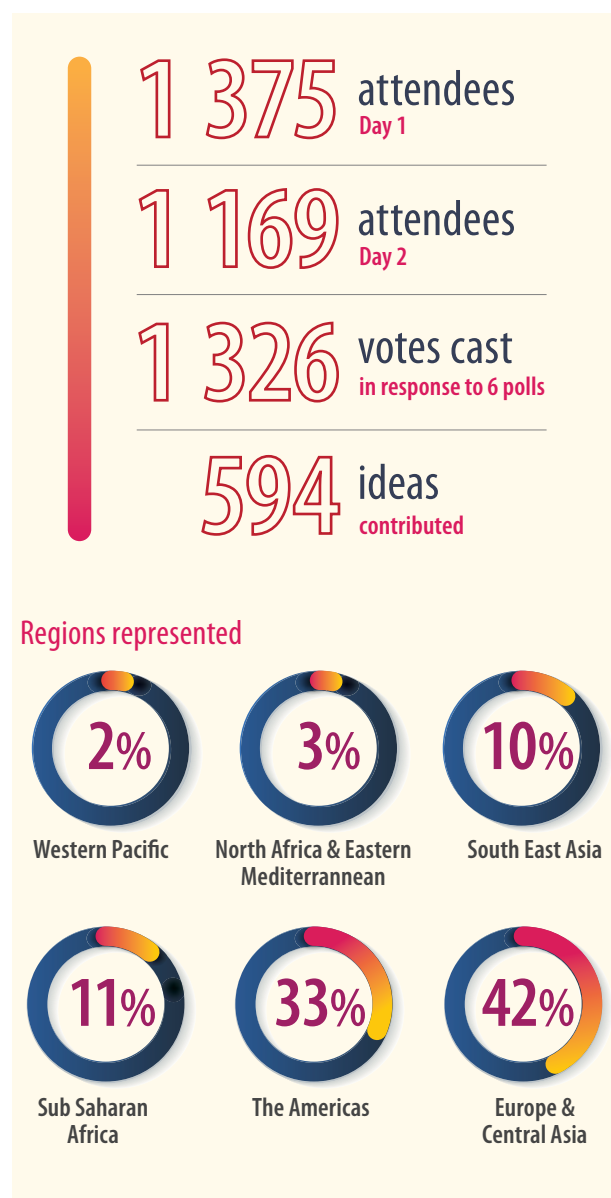 1 375 attendees
Day 1
1 169 attendees
Day 2
1 326 votes cast
in response to 6 polls
594 ideas
contributed
Regions represented
2%
3%
10%
Western Pacific
North Africa & Eastern
Mediterrannean
South East Asia
11%
33%
42%
Sub Saharan
Africa
The Americas
Europe &
Central Asia